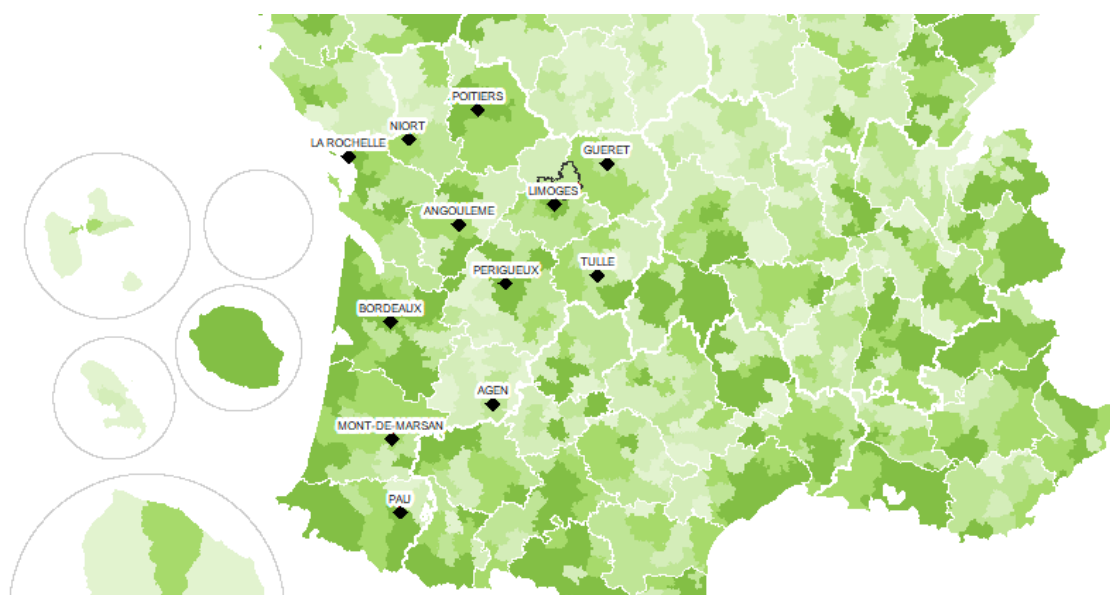 POITIERS
NIORT
LA ROCHELLE
GUERET
LIMOGES
ANGOULEME
TULLE
PERIGUEUX
BORDEAUX
AGEN
MONT-DE-MARSAN
PAU